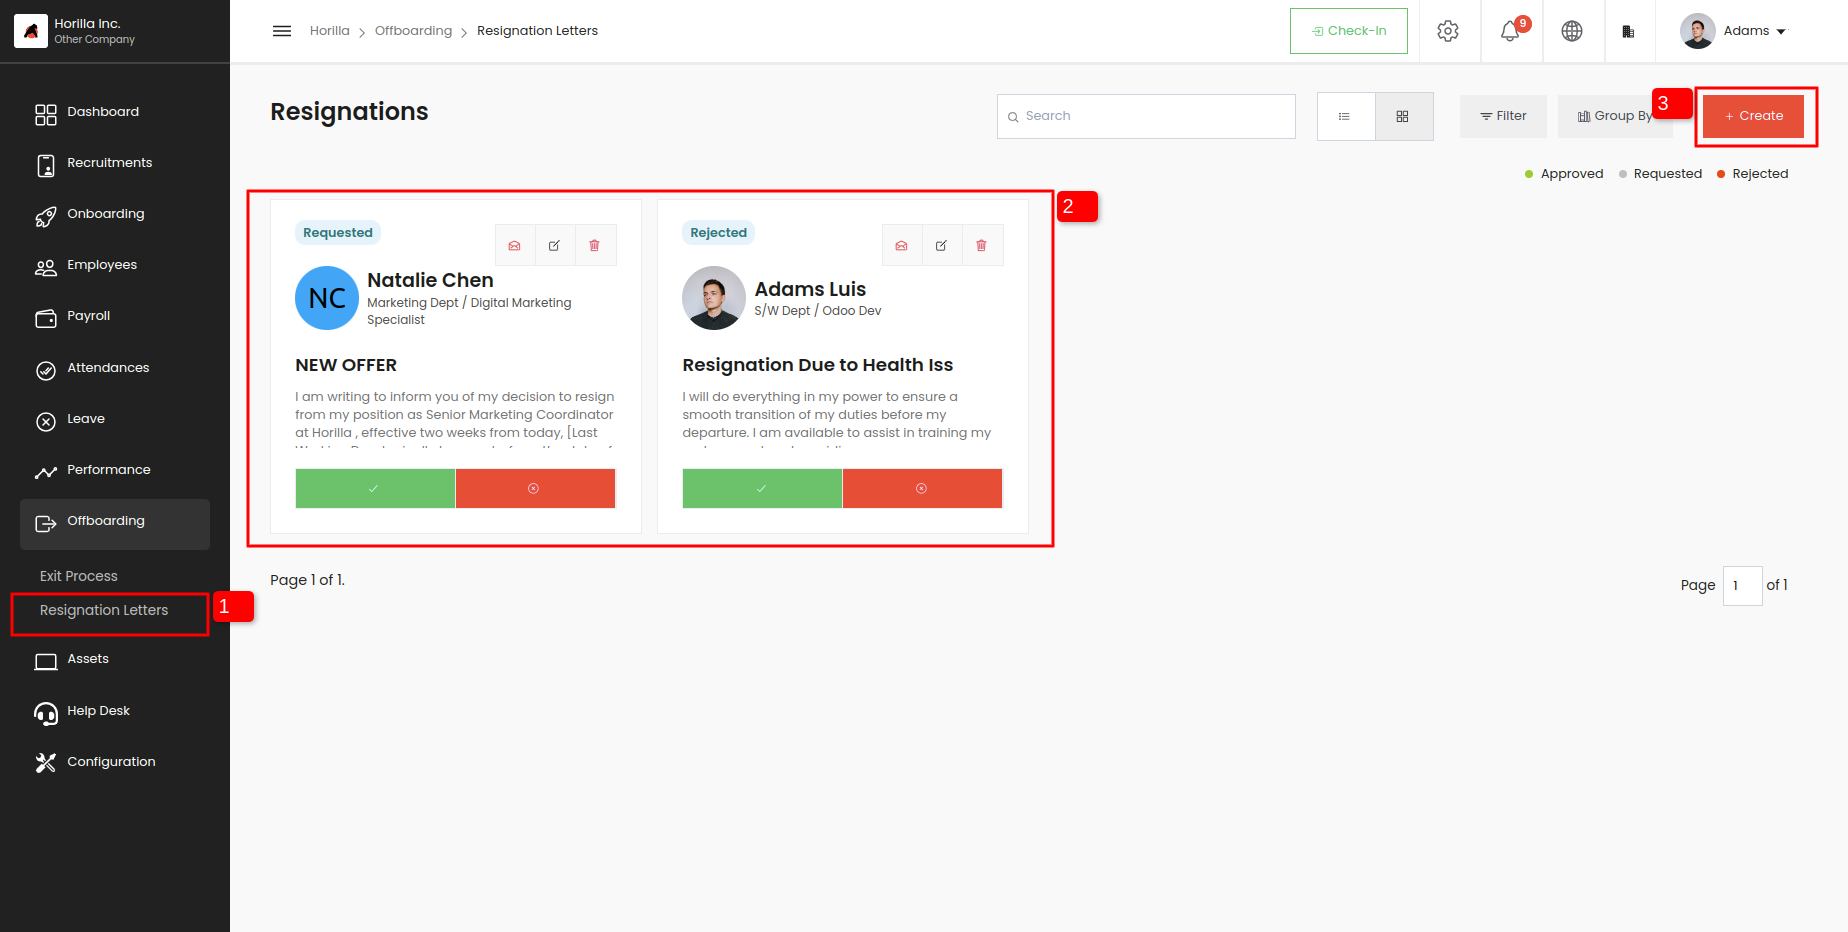 Horilla Inc.
Other Company
Horilla
Offboarding
Resignation Letters
Check-In
9
Adams
Dashboard
Recruitments
Onboarding
Employees
Payroll
Attendances
Leave
Performance
Offboarding
Exit Process
Resignation Letters
1
Assets
Help Desk
Configuration
Resignations
Search
Filter
Group By
3
+ Create
Approved
Requested
Rejected
2
Requested
NC
Natalie Chen
Marketing Dept / Digital Marketing
Specialist
NEW OFFER
I am writing to inform you of my decision to resign
from my position as Senior Marketing Coordinator
at Horilla , effective two weeks from today, [Last
Rejected
Adams Luis
S/W Dept / Odoo Dev
Resignation Due to Health Iss
I will do everything in my power to ensure a
smooth transition of my duties before my
departure. I am available to assist in training my
Page 1 of 1.
Page 1 of 1